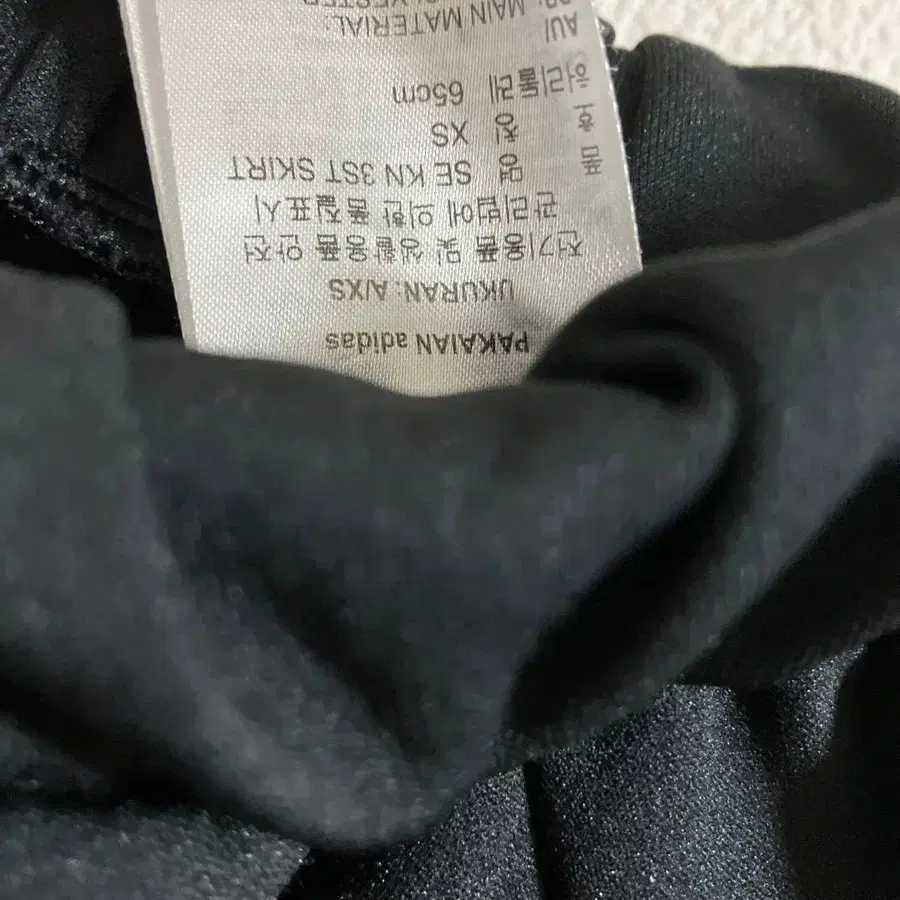 PAKAIAN adidas
UKURAN: A/XS
전기용품 및 생활용품 안전
관리법에 의한 품질표시
품 명 SE KN 3ST SKIRT
호 칭 XS
허리둘레 65cm
MAIN MATERIAL: